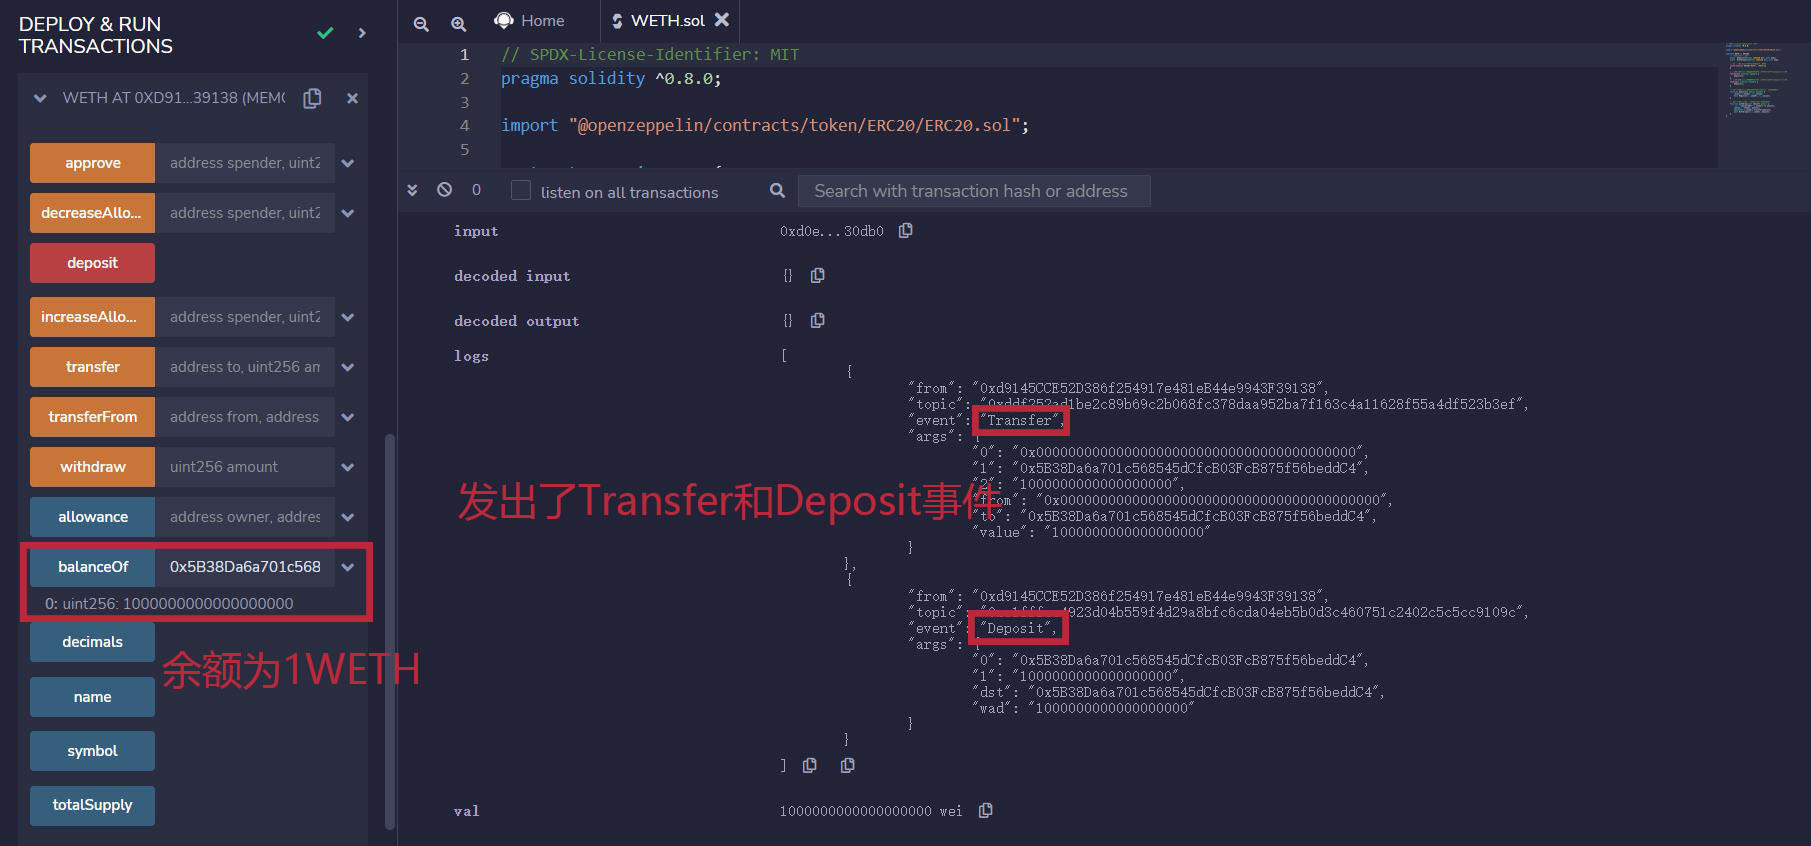 DEPLOY & RUN
TRANSACTIONS
WETH AT 0XD91...39138 (MEMO
approve address spender, uint2
decreaseAllo... address spender, uint2
deposit
increaseAllo... address spender, uint2
transfer address to, uint256 am
transferFrom address from, address
withdraw uint256 amount
allowance address owner, addres
balanceOf 0x5B38Da6a701c568
0: uint256: 1000000000000000000
decimals
余额为1WETH
name
symbol
totalSupply
Home WETH.sol
1 // SPDX-License-Identifier: MIT
2 pragma solidity ^0.8.0;
3
4 import "@openzeppelin/contracts/token/ERC20/ERC20.sol";
5
0 listen on all transactions Search with transaction hash or address
input 0xd0e...30db0
decoded input {}
decoded output {}
logs [
{
"from": "0xd9145CCE52D386f254917e481eB44e9943F39138",
"topic": "0xddf252ad1be2c89b69c2b068fc378daa952ba7f163c4a11628f55a4df523b3ef",
"event": "Transfer",
"args": {
"0": "0x0000000000000000000000000000000000000000",
"1": "0x5B38Da6a701c568545dCfcB03FcB875f56beddC4",
"2": "1000000000000000000",
"from": "0x0000000000000000000000000000000000000000",
"to": "0x5B38Da6a701c568545dCfcB03FcB875f56beddC4",
"value": "1000000000000000000"
}
发出了Transfer和Deposit事件
},
{
"from": "0xd9145CCE52D386f254917e481eB44e9943F39138",
"topic":
"event": "Deposit",
"args": {
"0": "0x5B38Da6a701c568545dCfcB03FcB875f56beddC4",
"1": "1000000000000000000",
"dst": "0x5B38Da6a701c568545dCfcB03FcB875f56beddC4",
"wad": "1000000000000000000"
}
}
]
val 1000000000000000000 wei